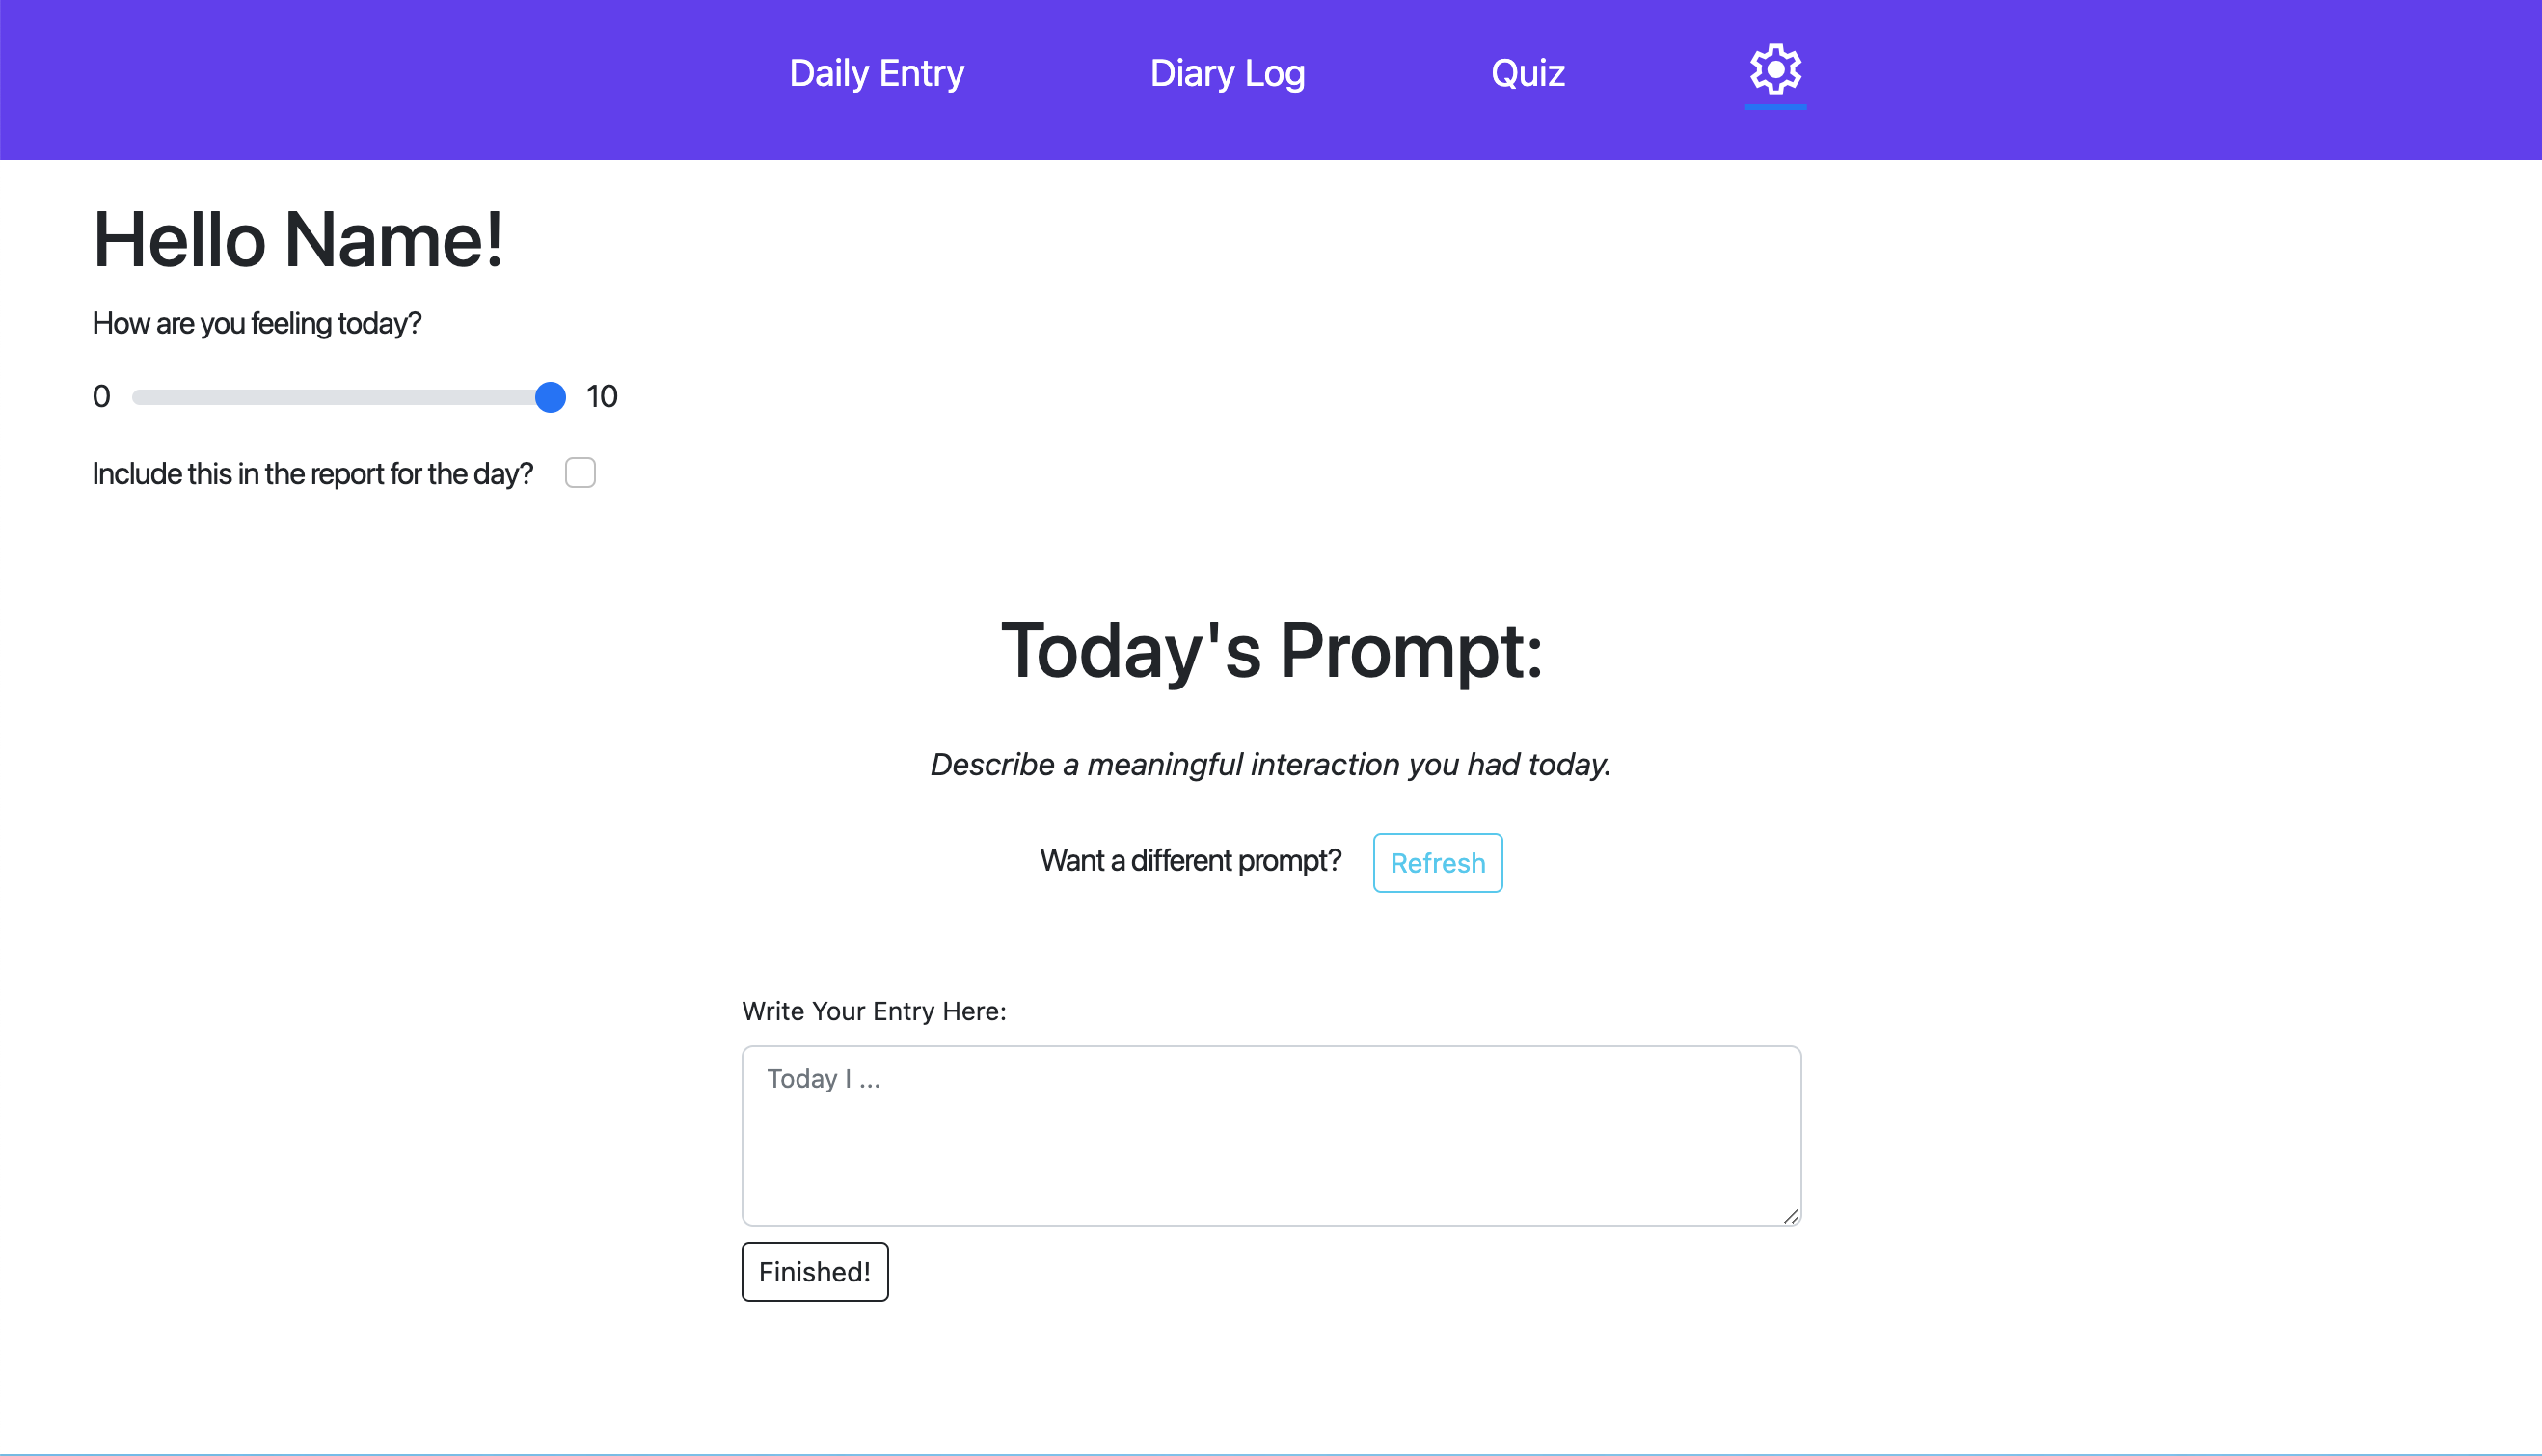 Daily Entry Diary Log Quiz
Hello Name!
How are you feeling today?
0 10
Include this in the report for the day?
Today's Prompt:
Describe a meaningful interaction you had today.
Want a different prompt? Refresh
Write Your Entry Here:
Today I ...
Finished!